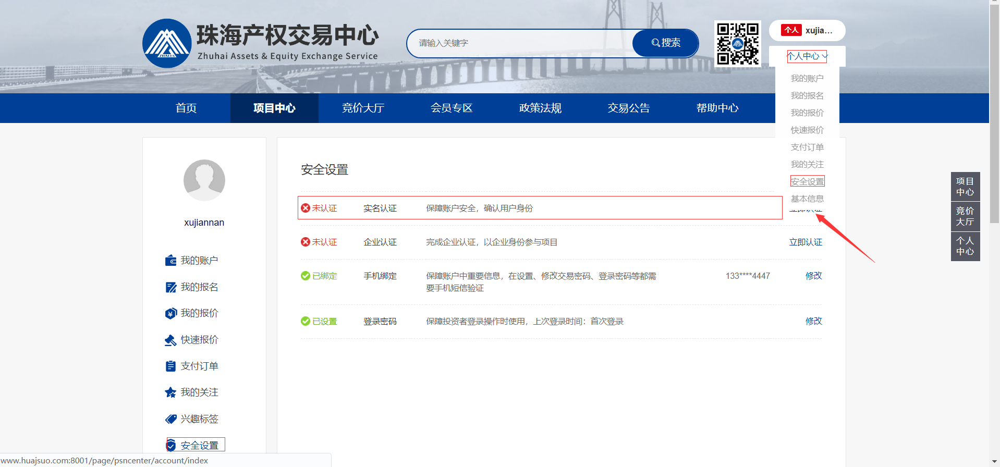 珠海产权交易中心
Zhuhai Assets & Equity Exchange Service
ZHAEES
请输入关键字
搜索
个人 xujia...
个人中心
我的账户
我的报名
我的报价
快速报价
支付订单
我的关注
安全设置
基本信息
首页 项目中心 竞价大厅 会员专区 政策法规 交易公告 帮助中心
xujiannan
我的账户
我的报名
我的报价
快速报价
支付订单
我的关注
兴趣标签
安全设置
安全设置
未认证 实名认证 保障账户安全，确认用户身份 立即认证
未认证 企业认证 完成企业认证，以企业身份参与项目 立即认证
已绑定 手机绑定 保障账户中重要信息，在设置、修改交易密码、登录密码等都需 133****4447 修改
要手机短信验证
已设置 登录密码 保障投资者登录操作时使用，上次登录时间：首次登录 修改
项目
中心
竞价
大厅
个人
中心
www.huajsuo.com:8001/page/psncenter/account/index